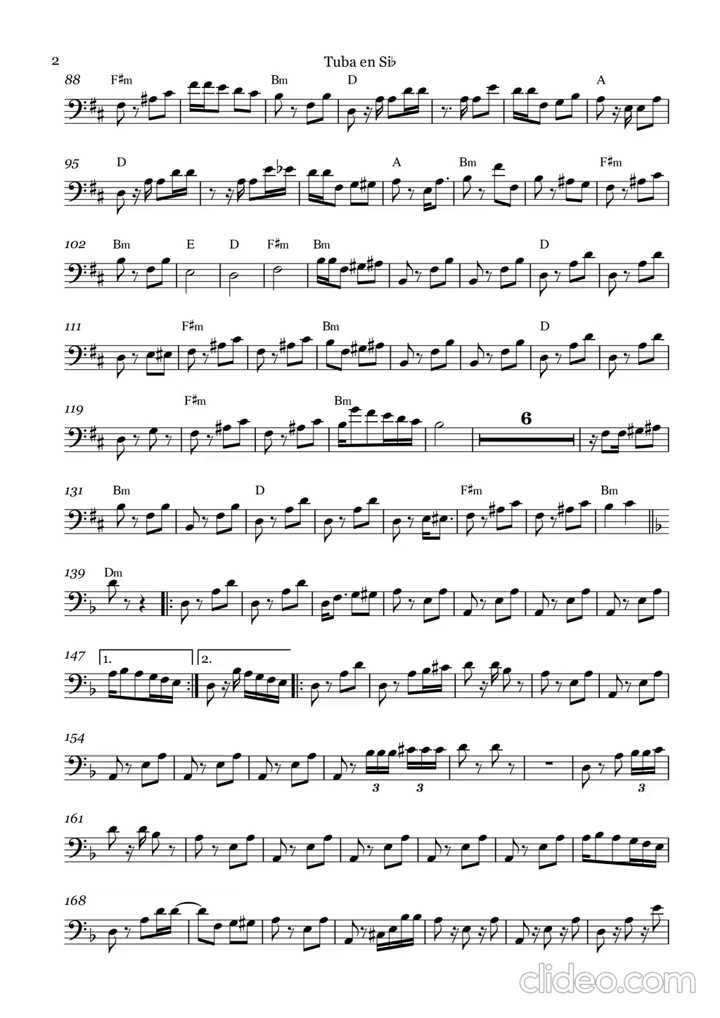 2
Tuba en Si♭
88 F♯m Bm D A
95 D A Bm F♯m
102 Bm E D F♯m Bm D
111 F♯m Bm D
119 F♯m Bm 6
131 Bm D F♯m Bm
139 Dm
147 1. 2.
154 3 3 3
161
168
clideo.com